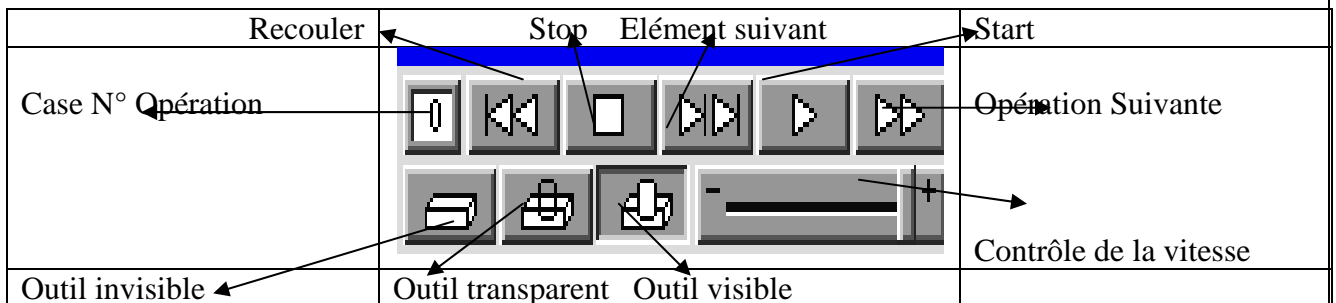 Recouler Stop Elément suivant Start
Case N° Opération Opération Suivante
0
- +
Contrôle de la vitesse
Outil invisible Outil transparent Outil visible